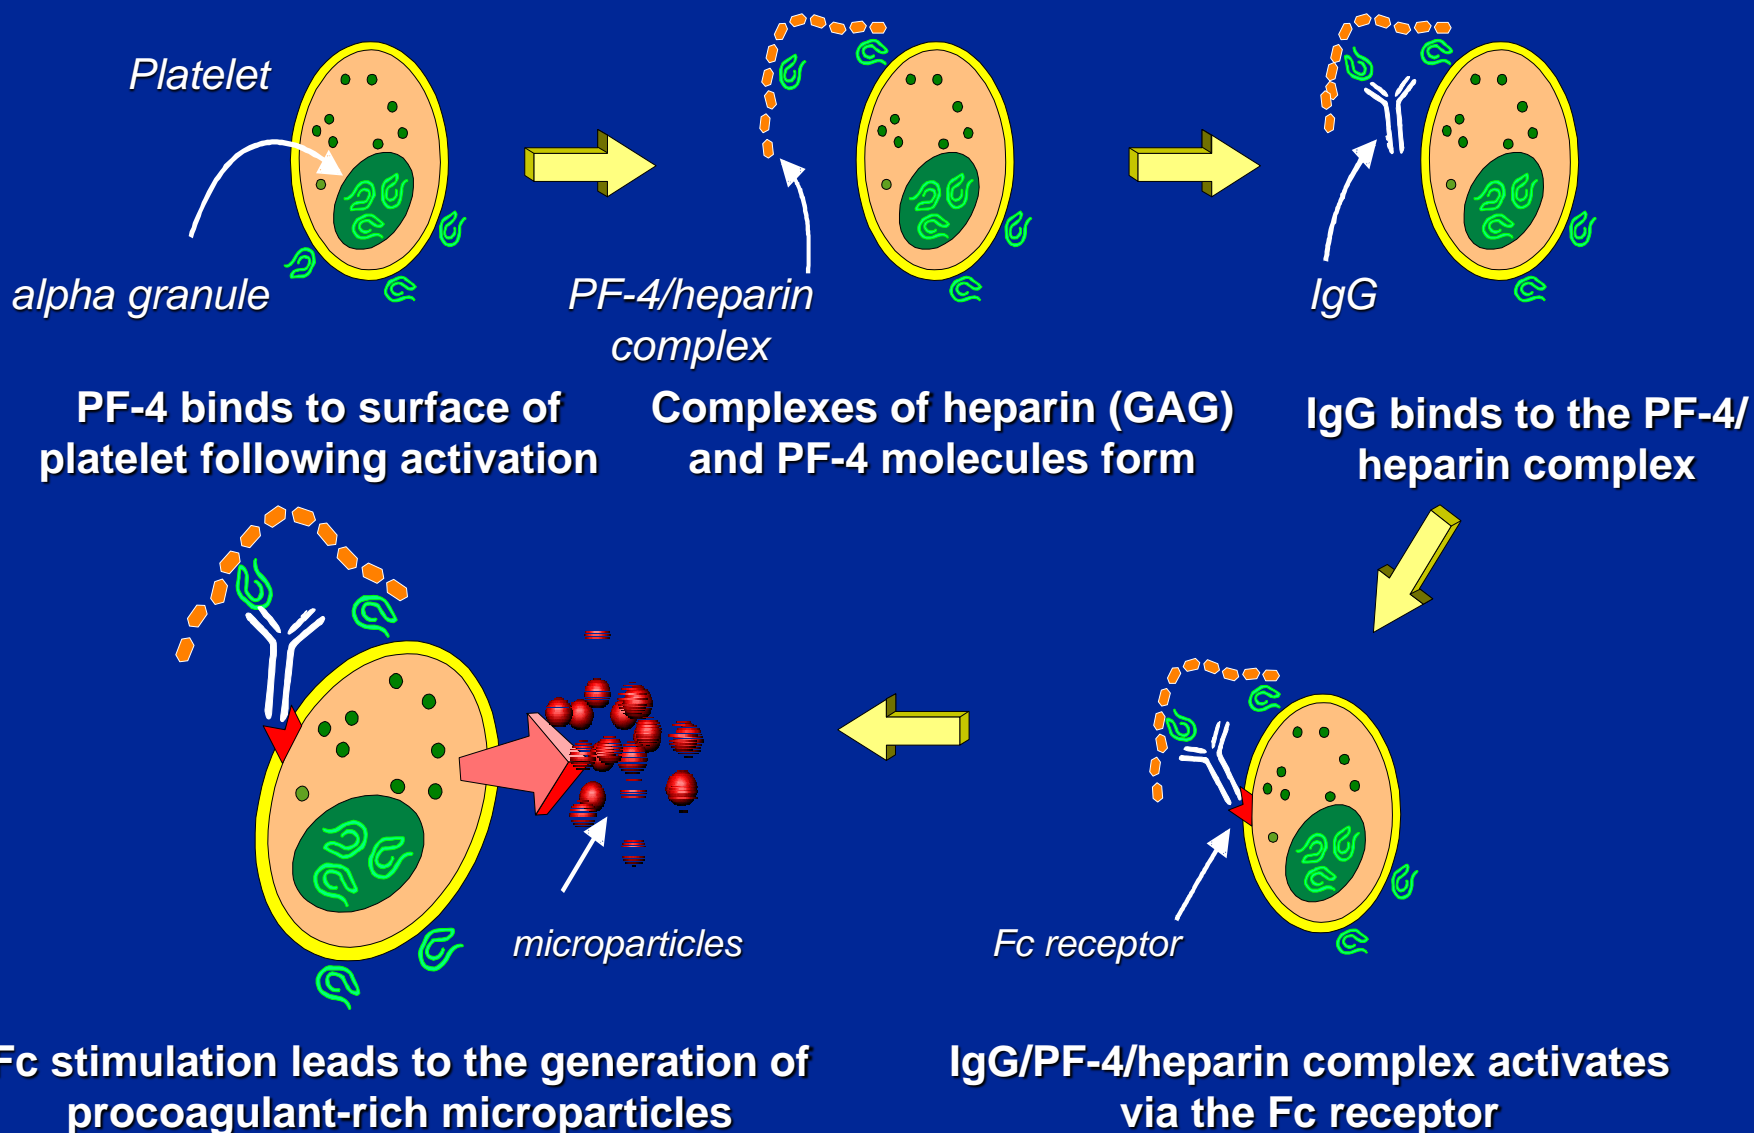 Platelet
alpha granule
PF-4 binds to surface of
platelet following activation
PF-4/heparin
complex
Complexes of heparin (GAG)
and PF-4 molecules form
IgG
IgG binds to the PF-4/
heparin complex
Fc receptor
IgG/PF-4/heparin complex activates
via the Fc receptor
microparticles
Fc stimulation leads to the generation of
procoagulant-rich microparticles